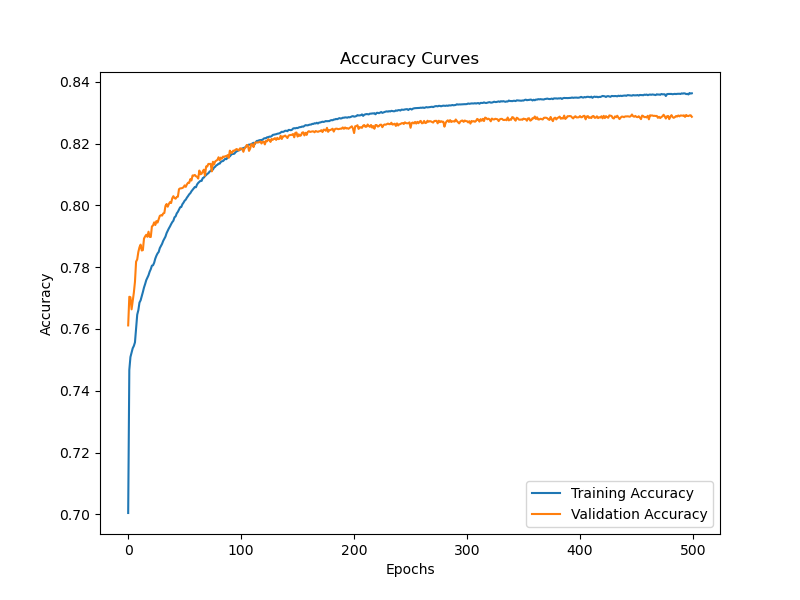 Accuracy Curves
0.84
0.82
0.80
0.78
0.76
0.74
0.72
0.70
Accuracy
0 100 200 300 400 500
Epochs
Training Accuracy
Validation Accuracy